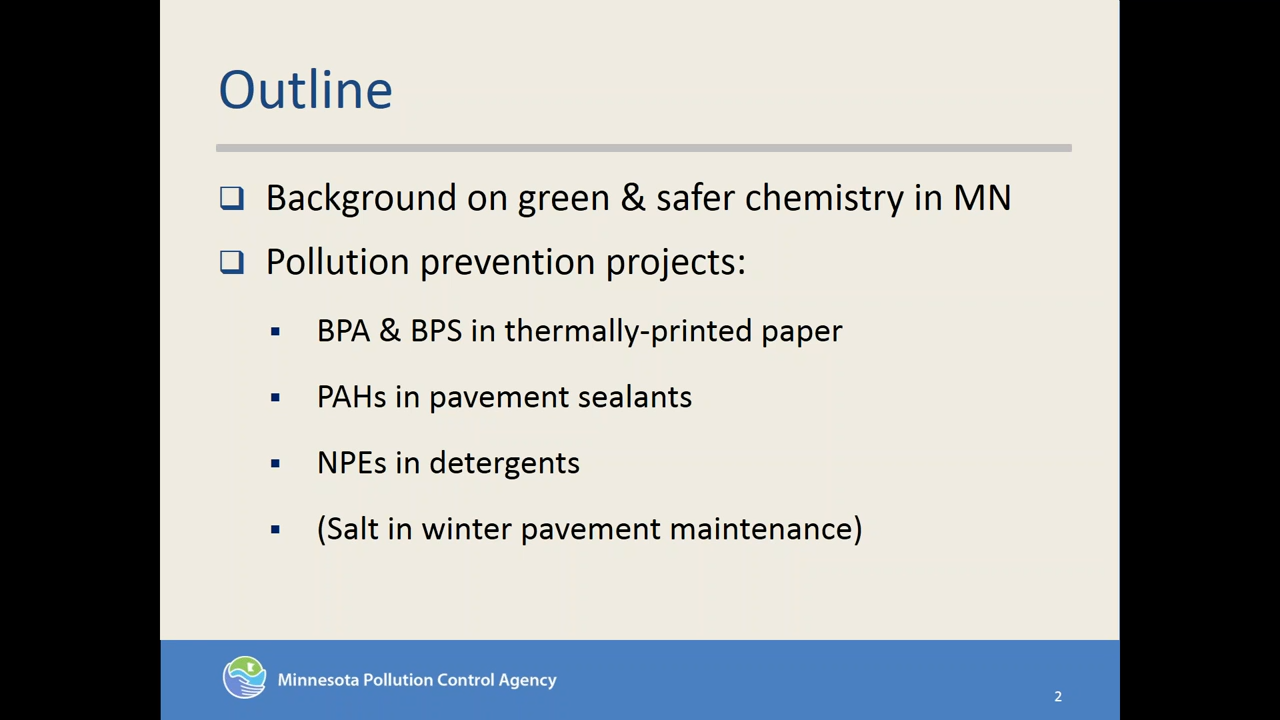 Outline
Background on green & safer chemistry in MN
Pollution prevention projects:
BPA & BPS in thermally-printed paper
PAHs in pavement sealants
NPEs in detergents
(Salt in winter pavement maintenance)
Minnesota Pollution Control Agency
2